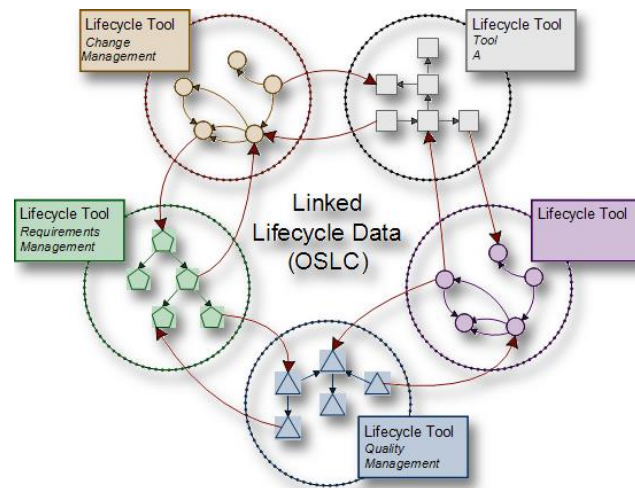 Lifecycle Tool
Change
Management
Lifecycle Tool
Tool
A
Linked
Lifecycle Data
(OSLC)
Lifecycle Tool
Requirements
Management
Lifecycle Tool
Lifecycle Tool
Quality
Management